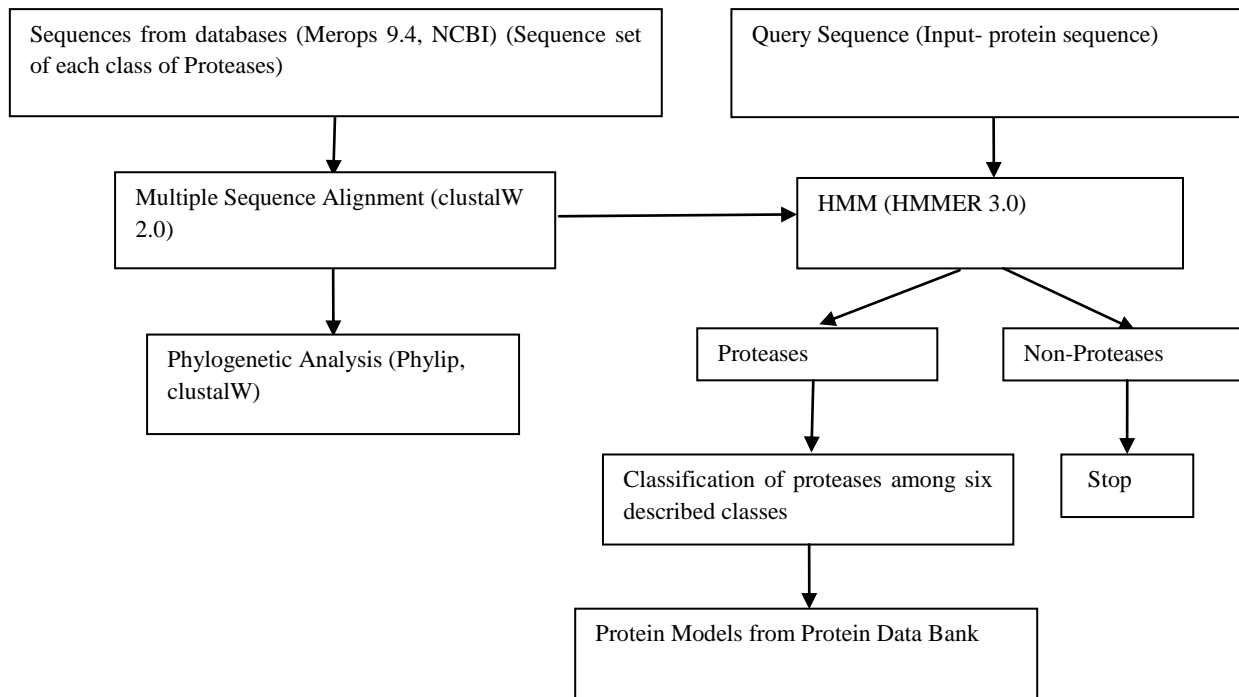 Sequences from databases (Merops 9.4, NCBI) (Sequence set
of each class of Proteases)
Query Sequence (Input- protein sequence)
Multiple Sequence Alignment (clustalW
2.0)
HMM (HMMER 3.0)
Phylogenetic Analysis (Phylip,
clustalW)
Proteases
Non-Proteases
Classification of proteases among six
described classes
Stop
Protein Models from Protein Data Bank